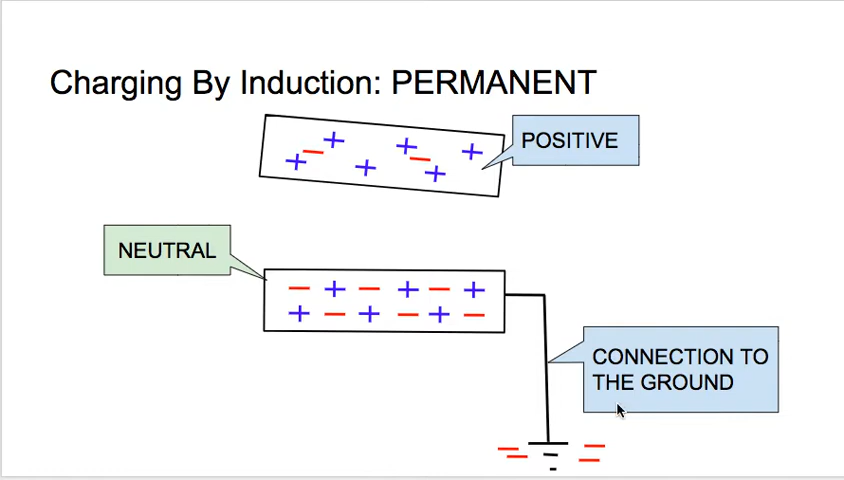 Charging By Induction: PERMANENT
POSITIVE
NEUTRAL
CONNECTION TO
THE GROUND